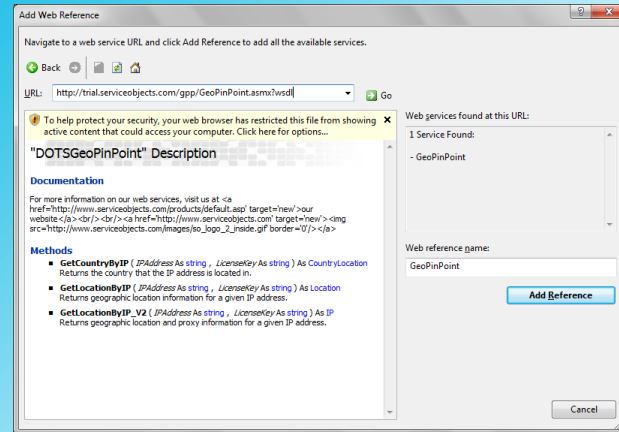 Add Web Reference
Navigate to a web service URL and click Add Reference to add all the available services.
Back
URL: http://trial.serviceobjects.com/gpp/GeoPinPoint.asmx?wsdl Go
To help protect your security, your web browser has restricted this file from showing
active content that could access your computer. Click here for options...
"DOTSGeoPinPoint" Description
Documentation
For more information on our web services, visit us at <a
href='http://www.serviceobjects.com/products/default.asp' target='new'>our
website</a><br/><br/><a href='http://www.serviceobjects.com' target='new'><img
src='http://www.serviceobjects.com/images/so_logo_2_inside.gif' border='0'/></a>
Methods
GetCountryByIP ( IPAddress As string , LicenseKey As string ) As CountryLocation
Returns the country that the IP address is located in.
GetLocationByIP ( IPAddress As string , LicenseKey As string ) As Location
Returns geographic location information for a given IP address.
GetLocationByIP_V2 ( IPAddress As string , LicenseKey As string ) As IP
Returns geographic location and proxy information for a given IP address.
Web services found at this URL:
1 Service Found:
- GeoPinPoint
Web reference name:
GeoPinPoint
Add Reference
Cancel